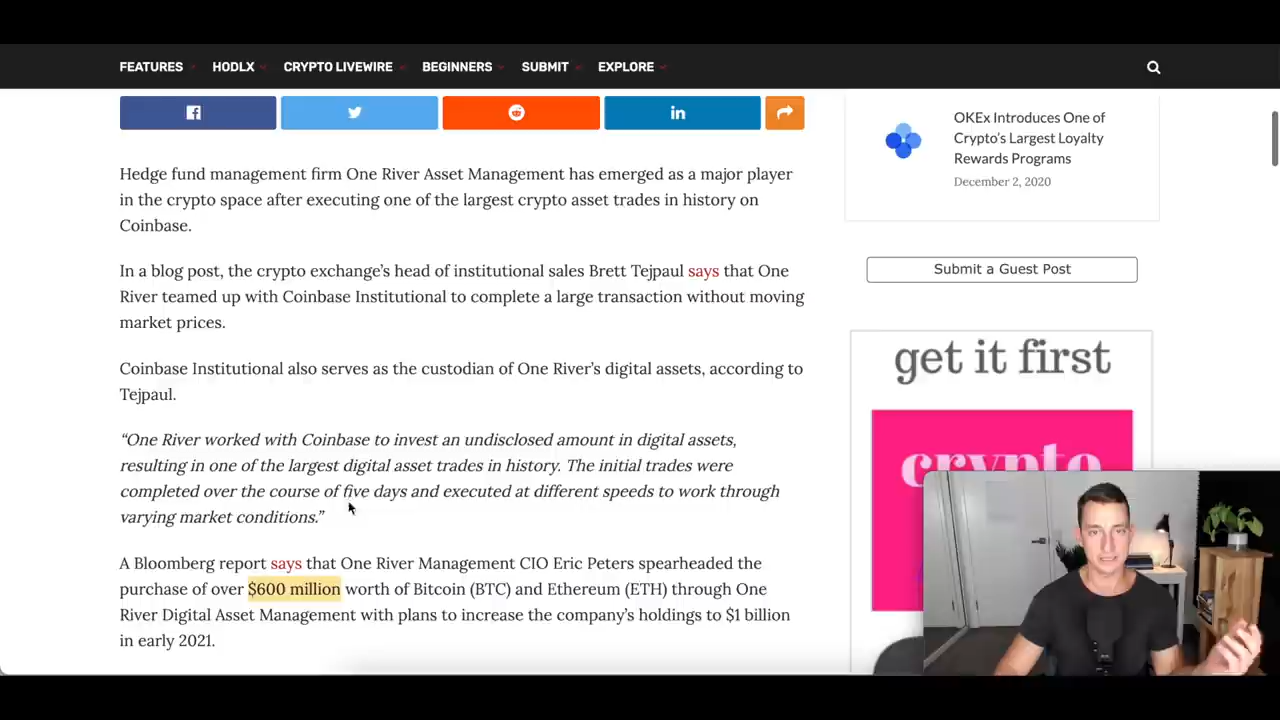 FEATURES HODLX CRYPTO LIVEWIRE BEGINNERS SUBMIT EXPLORE
Hedge fund management firm One River Asset Management has emerged as a major player
in the crypto space after executing one of the largest crypto asset trades in history on
Coinbase.
In a blog post, the crypto exchange’s head of institutional sales Brett Tejpaul says that One
River teamed up with Coinbase Institutional to complete a large transaction without moving
market prices.
Coinbase Institutional also serves as the custodian of One River’s digital assets, according to
Tejpaul.
“One River worked with Coinbase to invest an undisclosed amount in digital assets,
resulting in one of the largest digital asset trades in history. The initial trades were
completed over the course of five days and executed at different speeds to work through
varying market conditions.”
A Bloomberg report says that One River Management CIO Eric Peters spearheaded the
purchase of over $600 million worth of Bitcoin (BTC) and Ethereum (ETH) through One
River Digital Asset Management with plans to increase the company’s holdings to $1 billion
in early 2021.
OKEx Introduces One of
Crypto’s Largest Loyalty
Rewards Programs
December 2, 2020
Submit a Guest Post
get it first
crypto